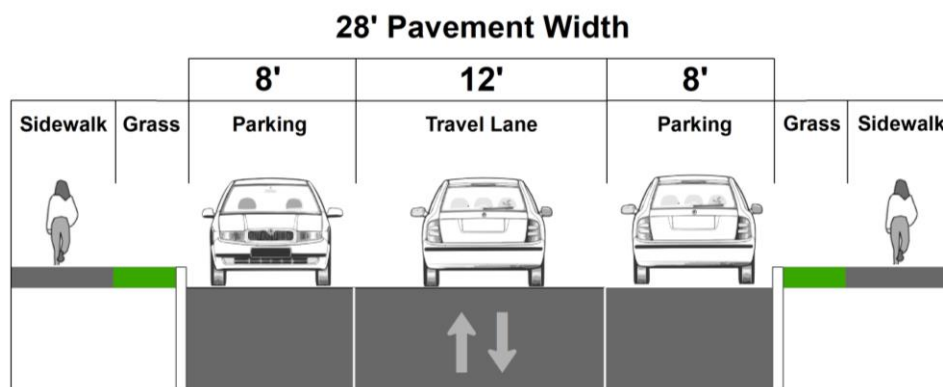 28' Pavement Width
8' 12' 8'
Sidewalk Grass Parking Travel Lane Parking Grass Sidewalk